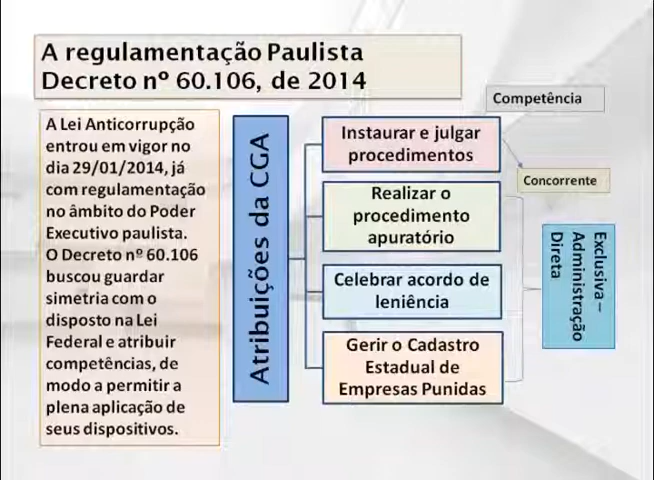 A regulamentação Paulista
Decreto nº 60.106, de 2014
A Lei Anticorrupção
entrou em vigor no
dia 29/01/2014, já
com regulamentação
no âmbito do Poder
Executivo paulista.
O Decreto nº 60.106
buscou guardar
simetria com o
disposto na Lei
Federal e atribuir
competências, de
modo a permitir a
plena aplicação de
seus dispositivos.
Atribuições da CGA
Instaurar e julgar
procedimentos
Realizar o
procedimento
apuratório
Celebrar acordo de
leniência
Gerir o Cadastro
Estadual de
Empresas Punidas
Competência
Concorrente
Exclusiva –
Administração
Direta